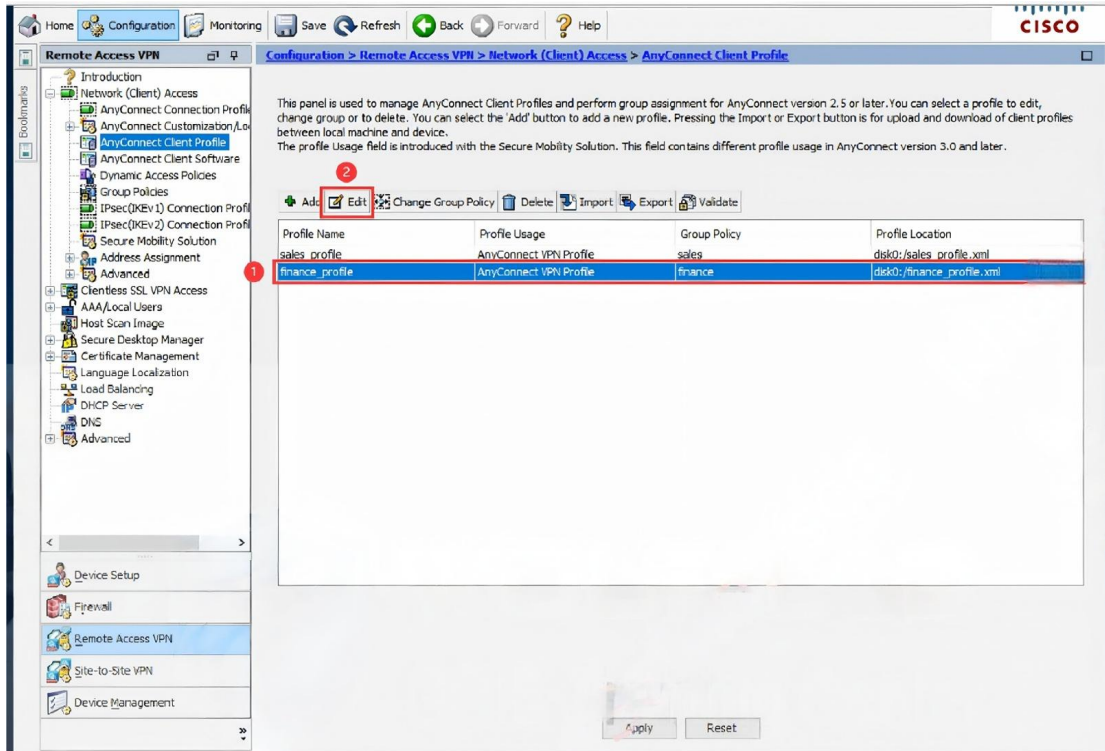 Home Configuration Monitoring Save Refresh Back Forward Help
CISCO
Bookmarks
Remote Access VPN
Introduction
Network (Client) Access
AnyConnect Connection Profil
AnyConnect Customization/Lo
AnyConnect Client Profile
AnyConnect Client Software
Dynamic Access Policies
Group Policies
IPsec(IKEv1) Connection Profil
IPsec(IKEv2) Connection Profil
Secure Mobility Solution
Address Assignment
Advanced
Clientless SSL VPN Access
AAA/Local Users
Host Scan Image
Secure Desktop Manager
Certificate Management
Language Localization
Load Balancing
DHCP Server
DNS
Advanced
Device Setup
Firewall
Remote Access VPN
Site-to-Site VPN
Device Management
Configuration > Remote Access VPN > Network (Client) Access > AnyConnect Client Profile
This panel is used to manage AnyConnect Client Profiles and perform group assignment for AnyConnect version 2.5 or later.You can select a profile to edit,
change group or to delete. You can select the 'Add' button to add a new profile. Pressing the Import or Export button is for upload and download of client profiles
between local machine and device.
The profile Usage field is introduced with the Secure Mobility Solution. This field contains different profile usage in AnyConnect version 3.0 and later.
2
Add Edit Change Group Policy Delete Import Export Validate
Profile Name Profile Usage Group Policy Profile Location
sales_profile AnyConnect VPN Profile sales disk0:/sales_profile.xml
1 finance_profile AnyConnect VPN Profile finance disk0:/finance_profile.xml
Apply Reset